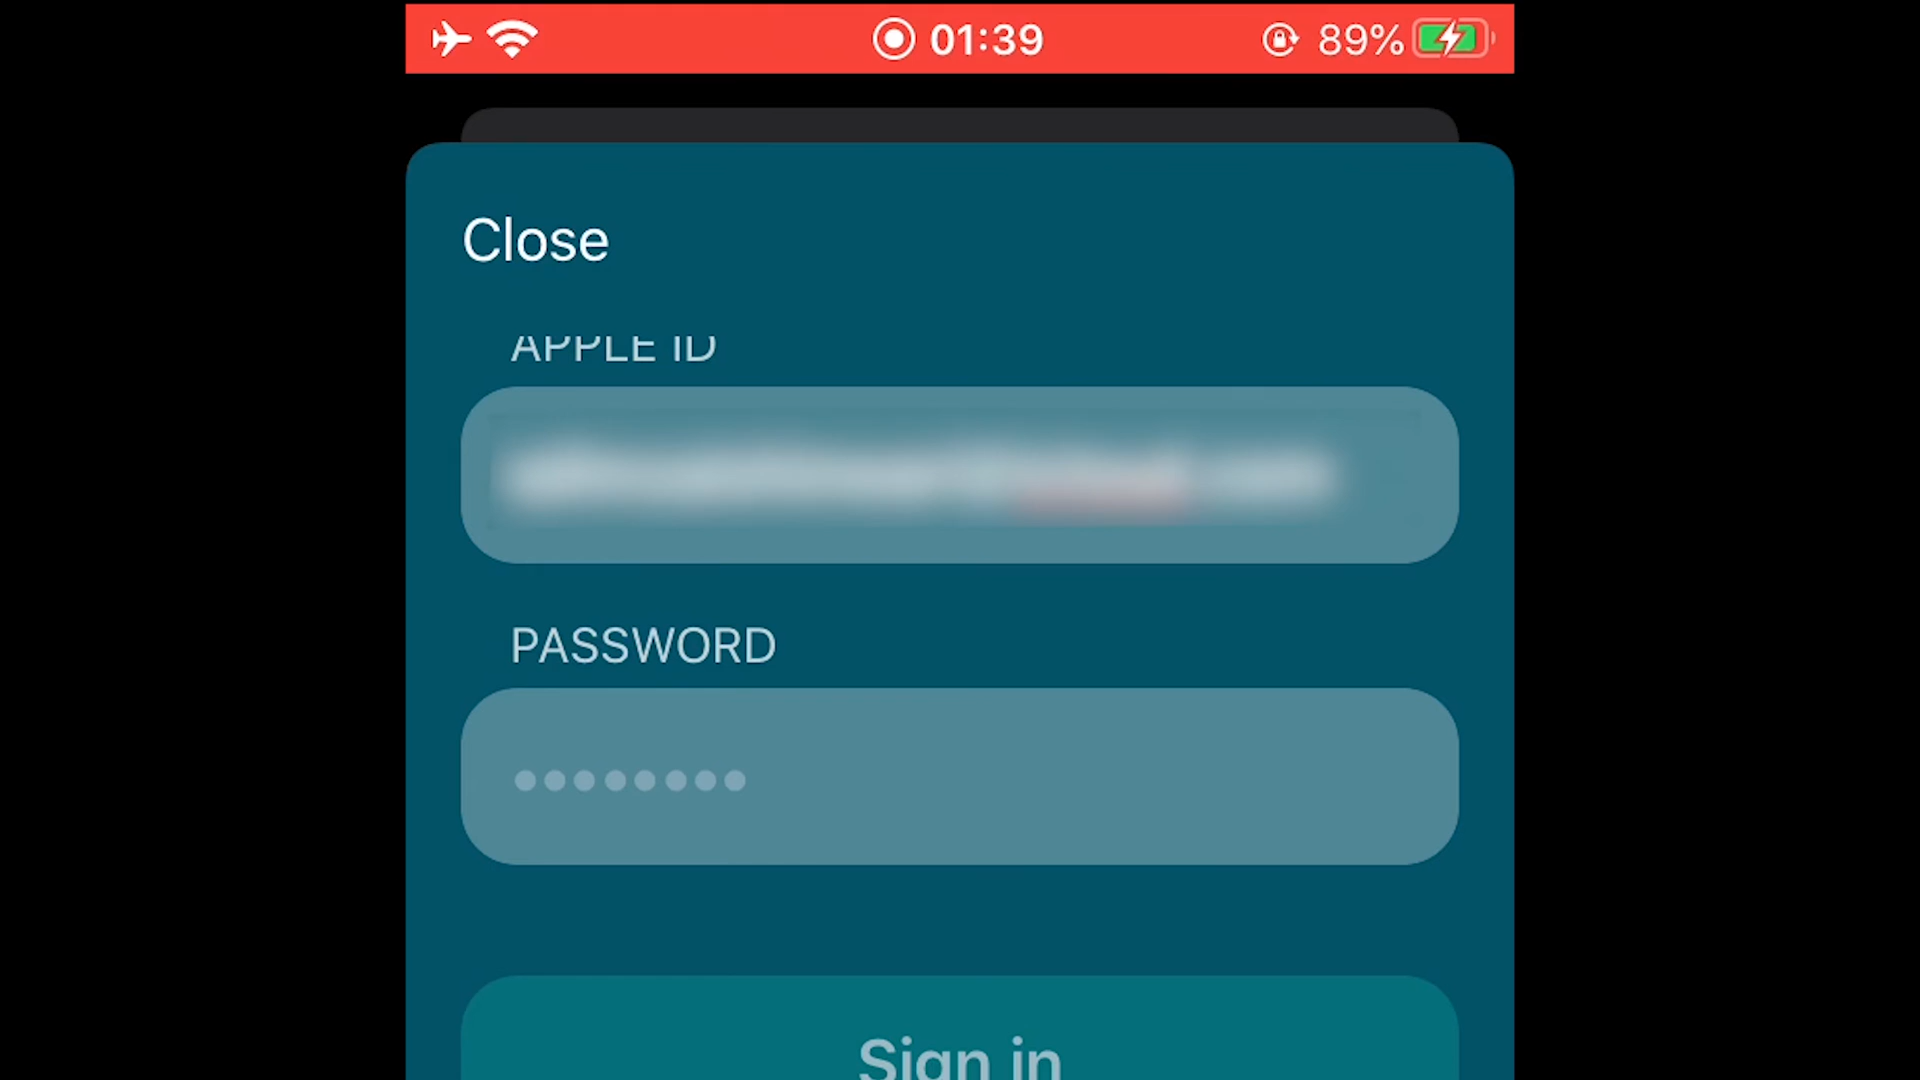 01:39
89%
Close
APPLE ID
PASSWORD
••••••••
Sign in